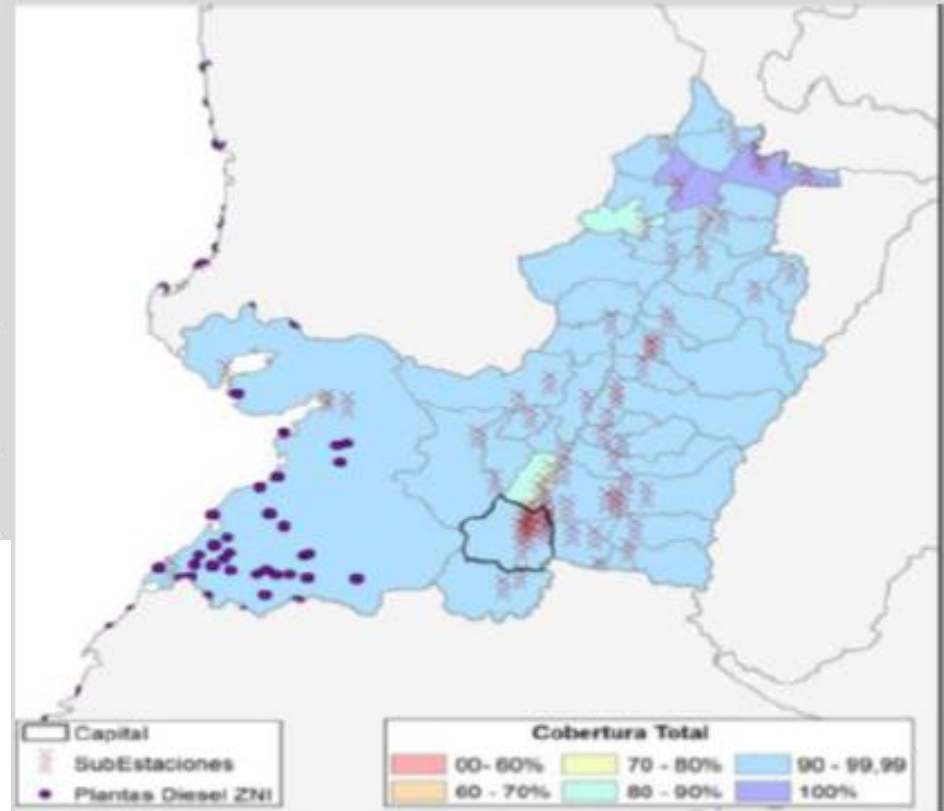 Capital
SubEstaciones
Plantas Diesel ZNI
Cobertura Total
00- 60%
70 - 80%
90 - 99,99
60 - 70%
80 - 90%
100%